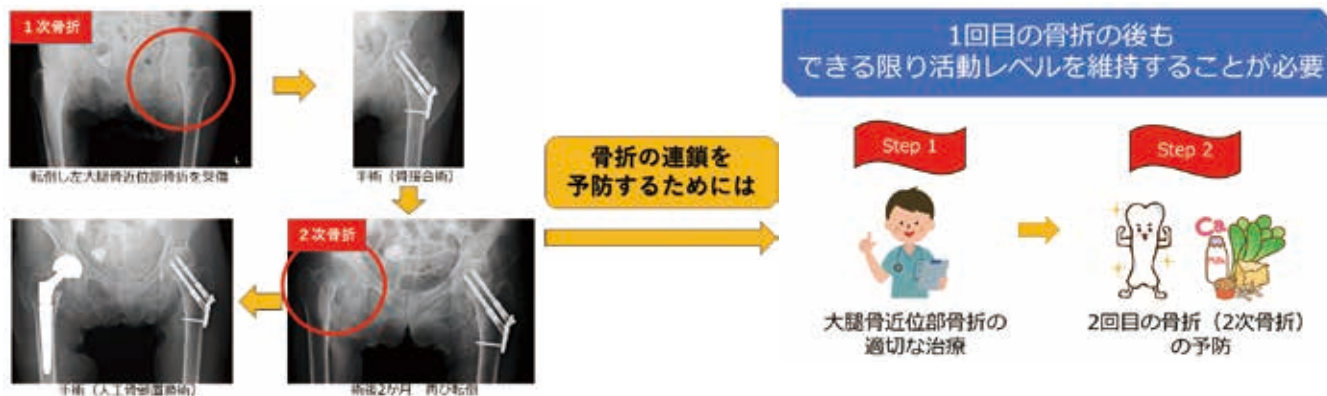 1次骨折
L
転倒し左大腿骨近位部骨折を受傷
手術（骨接合術）
2次骨折
術後2か月　再び転倒
手術（人工骨頭置換術）
骨折の連鎖を
予防するためには
1回目の骨折の後も
できる限り活動レベルを維持することが必要
Step 1
大腿骨近位部骨折の
適切な治療
Step 2
Ca
Milk
2回目の骨折（2次骨折）
の予防